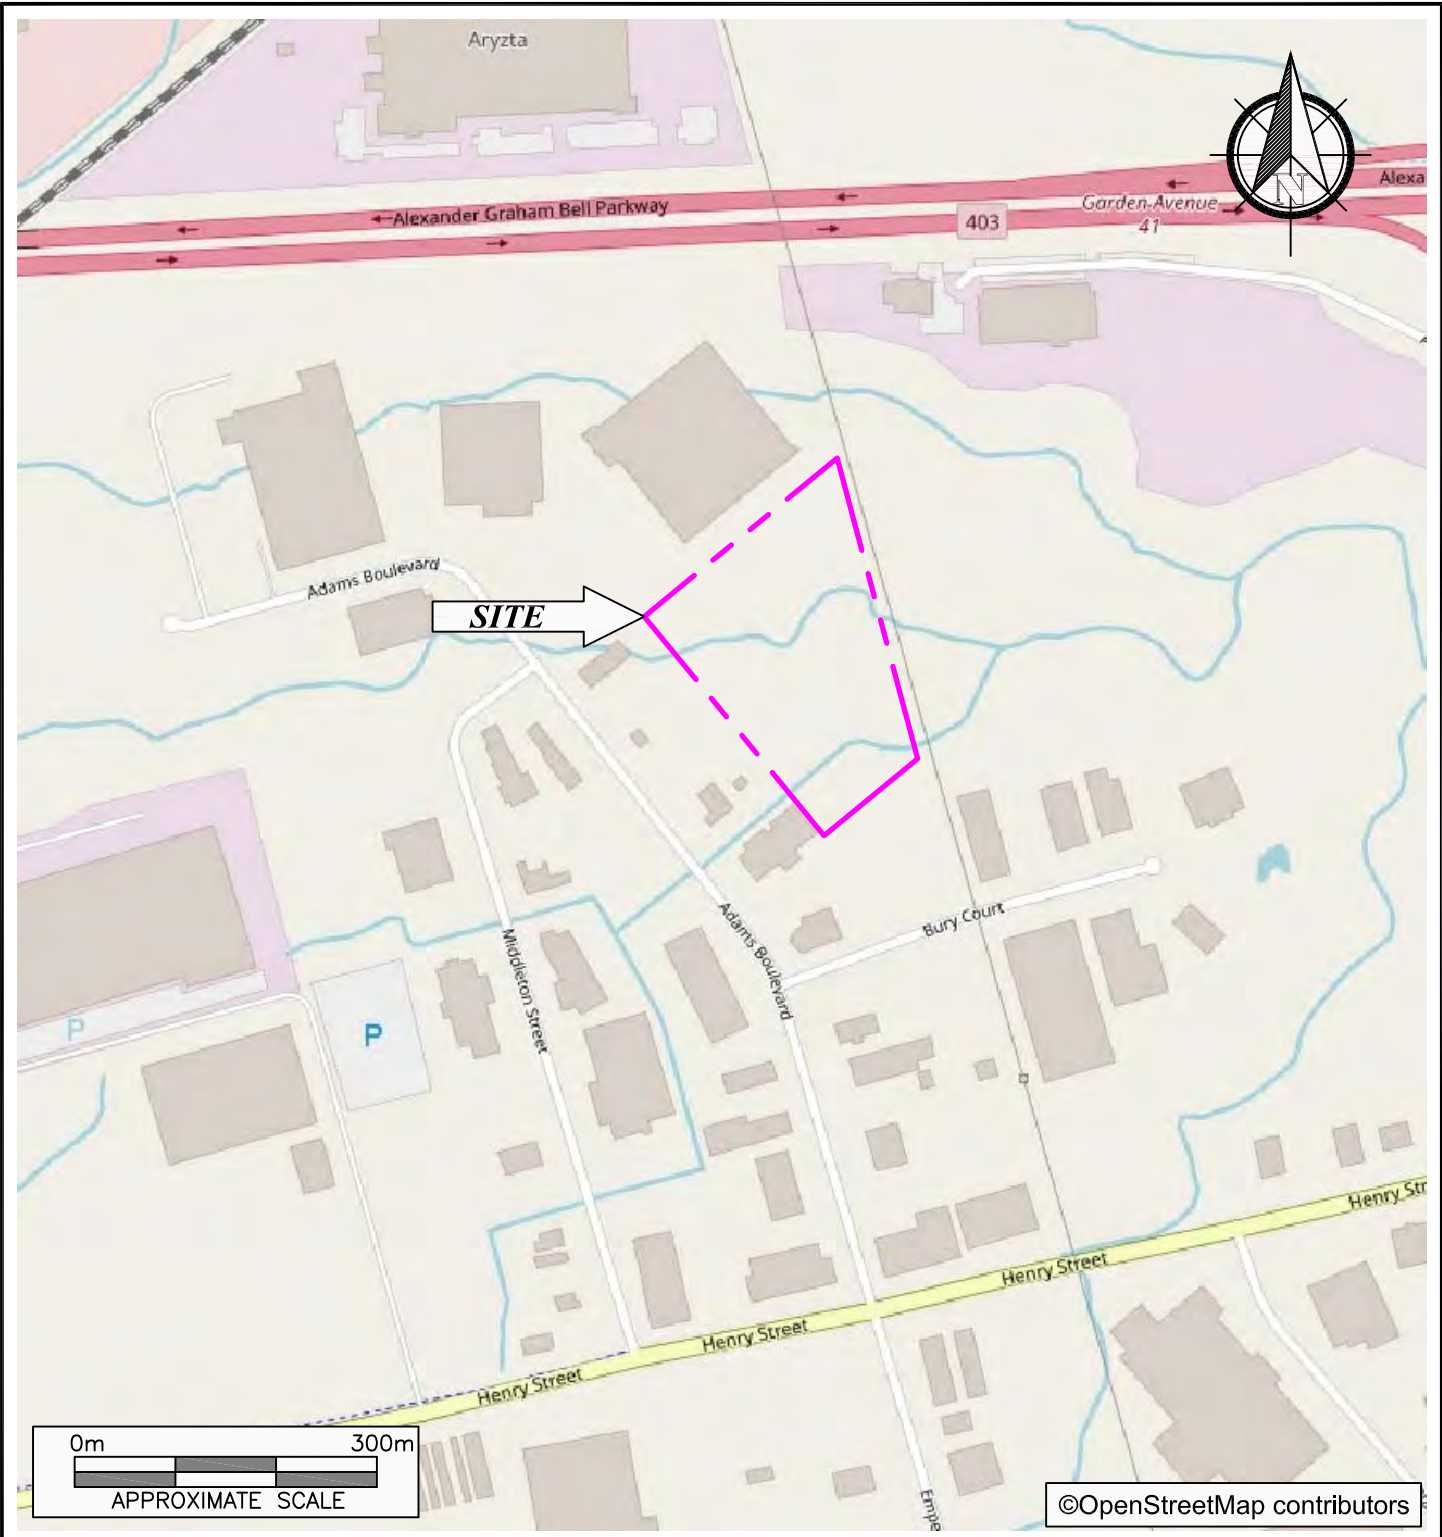 Aryzta
Alexander Graham Bell Parkway
403
Garden Avenue
41
Alexa
N
Adams Boulevard
SITE
Adams Boulevard
Bury Court
Middleton Street
P
P
Henry Str
Henry Street
Henry Street
Henry Street
Empe
0m 300m
APPROXIMATE SCALE
©OpenStreetMap contributors